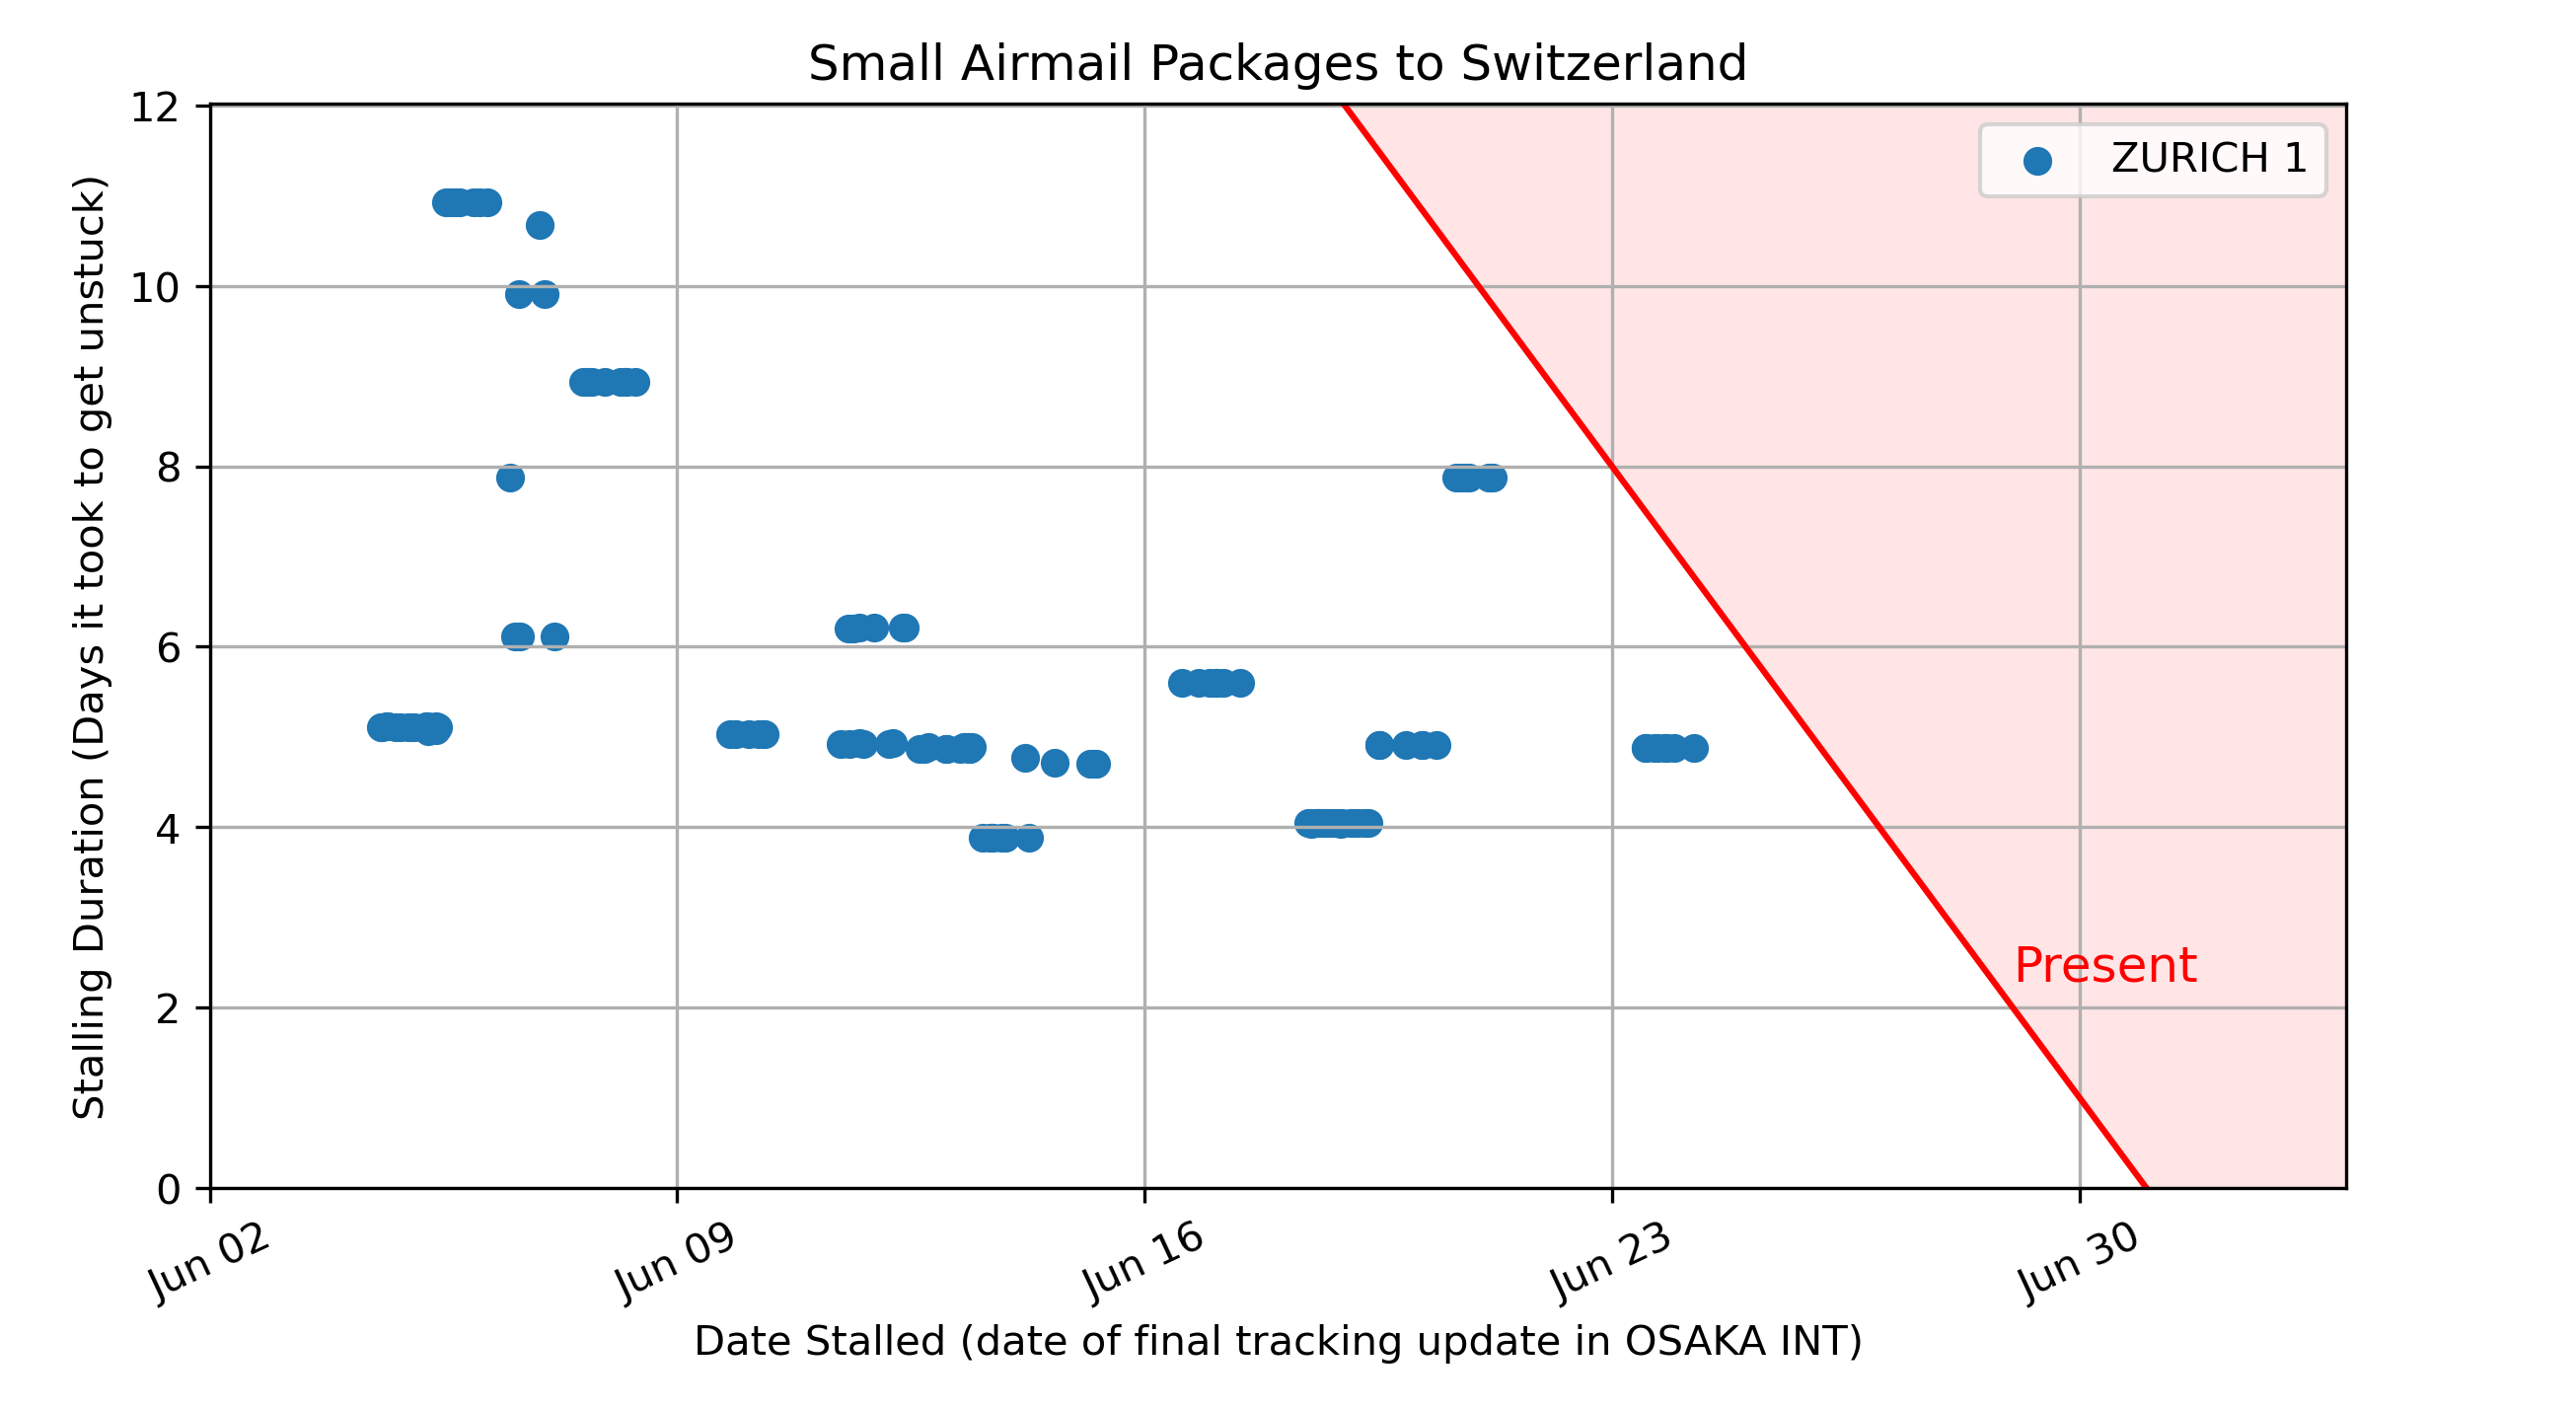 Small Airmail Packages to Switzerland
12
10
8
6
4
2
0
Stalling Duration (Days it took to get unstuck)
ZURICH 1
Present
Jun 02
Jun 09
Jun 16
Jun 23
Jun 30
Date Stalled (date of final tracking update in OSAKA INT)